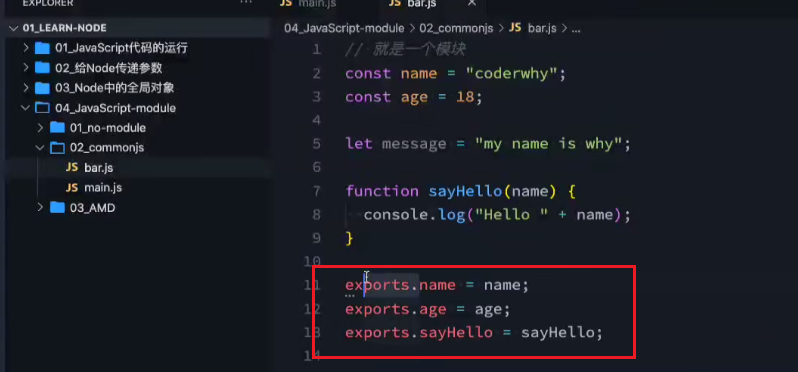 EXPLORER
JS main.js
JS bar.js
01_LEARN-NODE
01_JavaScript代码的运行
02_给Node传递参数
03_Node中的全局对象
04_JavaScript-module
01_no-module
02_commonjs
JS bar.js
JS main.js
03_AMD
04_JavaScript-module > 02_commonjs > JS bar.js > ...
1 // 就是一个模块
2 const name = "coderwhy";
3 const age = 18;
4
5 let message = "my name is why";
6
7 function sayHello(name) {
8 console.log("Hello " + name);
9 }
10
11 exports.name = name;
12 exports.age = age;
13 exports.sayHello = sayHello;
14